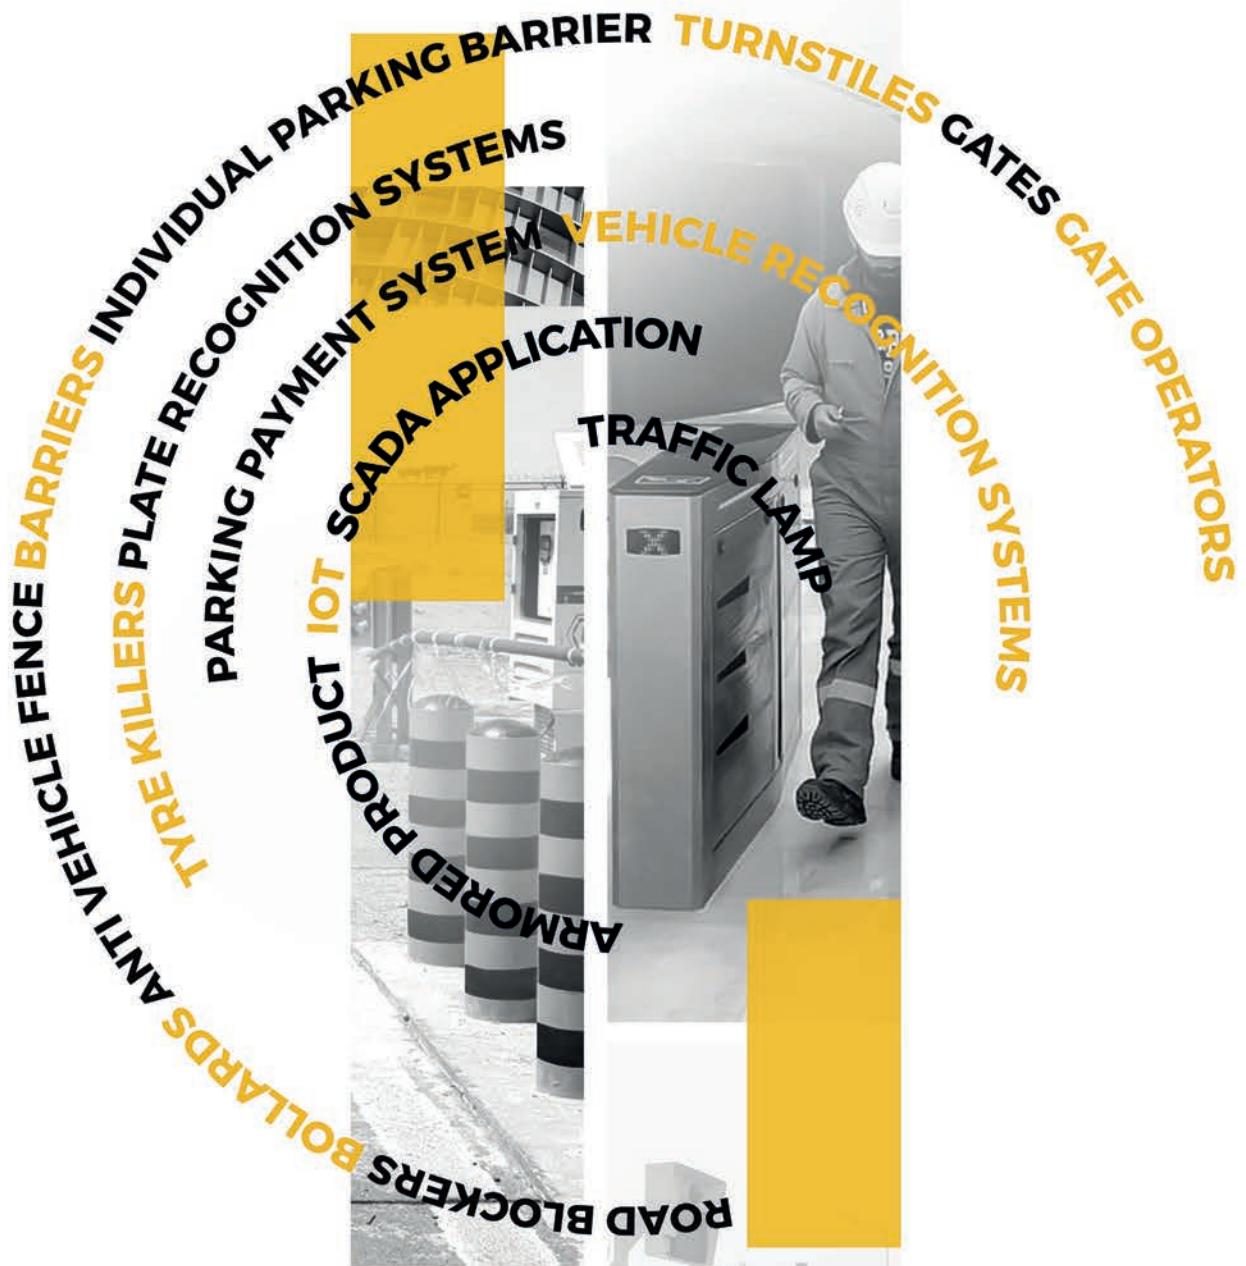 ROAD BLOCKERS BOLLARDS ANTI VEHICLE FENCE BARRIERS INDIVIDUAL PARKING BARRIER TURNSTILES GATES GATE OPERATORS
TYRE KILLERS PLATE RECOGNITION SYSTEMS
PARKING PAYMENT SYSTEM VEHICLE RECOGNITION SYSTEMS
ARMORED PRODUCT IOT SCADA APPLICATION
TRAFFIC LAMP